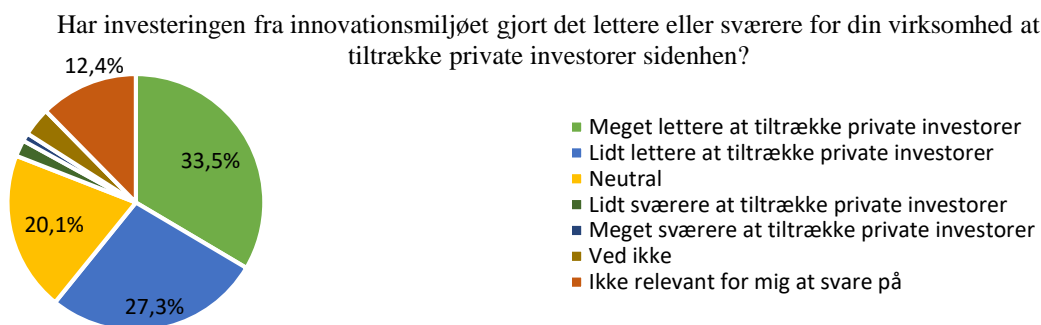 Har investeringen fra innovationsmiljøet gjort det lettere eller sværere for din virksomhed at
tiltrække private investorer sidenhen?
12,4%
33,5%
20,1%
27,3%
Meget lettere at tiltrække private investorer
Lidt lettere at tiltrække private investorer
Neutral
Lidt sværere at tiltrække private investorer
Meget sværere at tiltrække private investorer
Ved ikke
Ikke relevant for mig at svare på